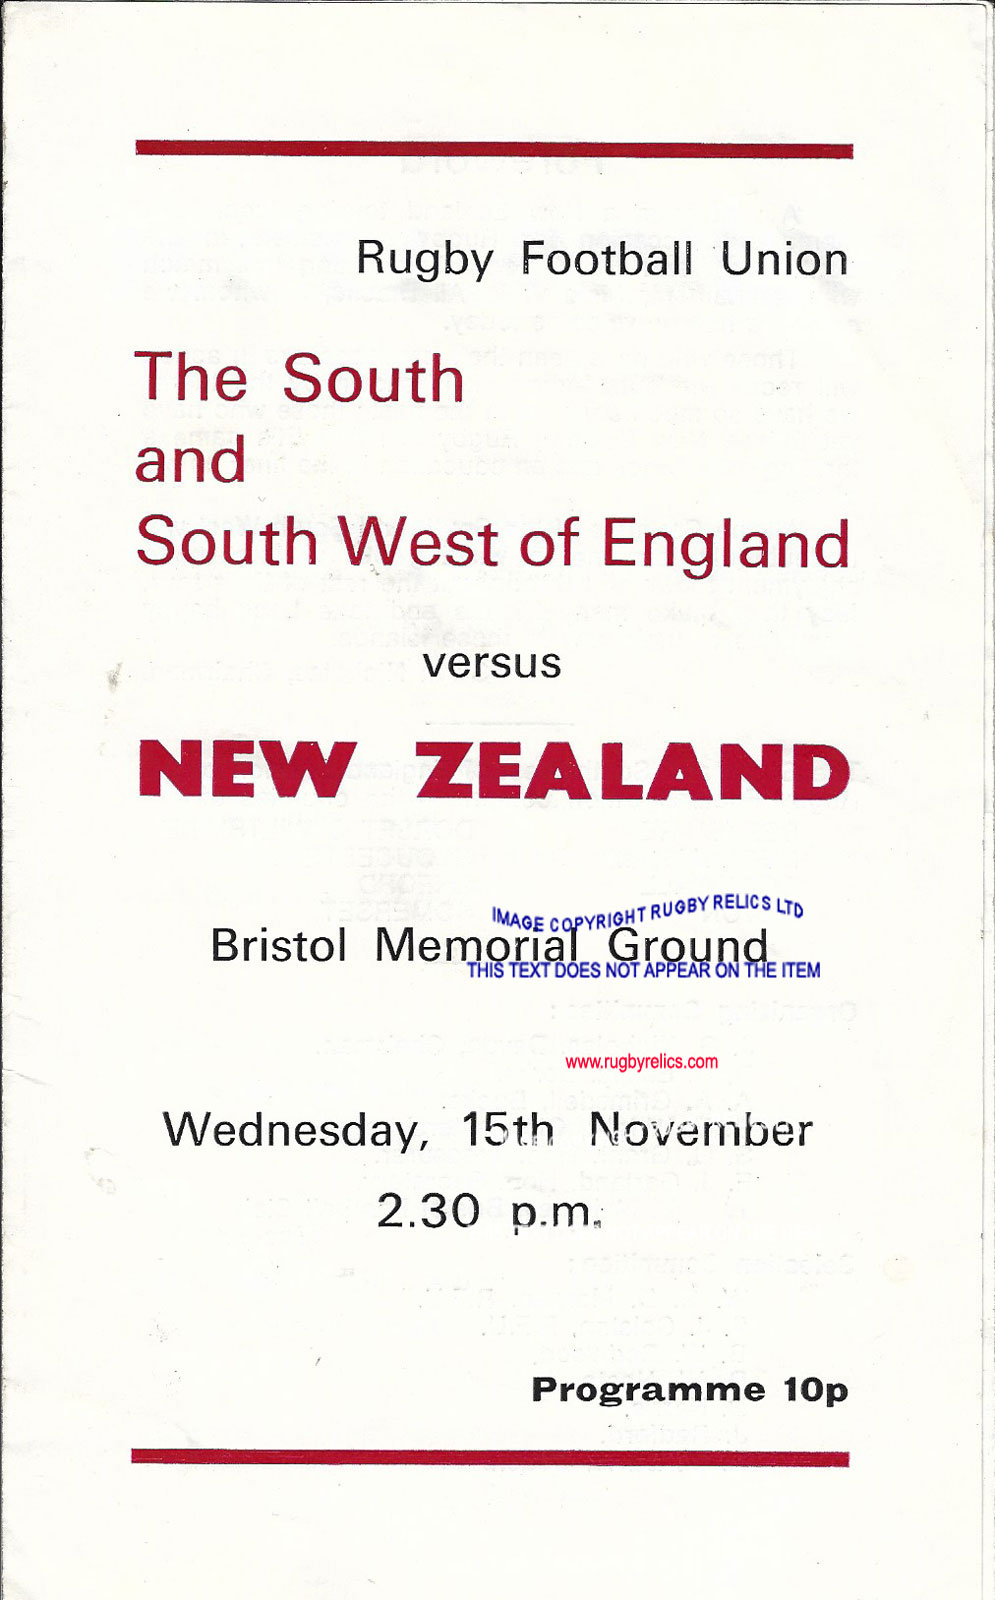 Rugby Football Union
The South
and
South West of England
versus
NEW ZEALAND
IMAGE COPYRIGHT RUGBY RELICS LTD
Bristol Memorial Ground
THIS TEXT DOES NOT APPEAR ON THE ITEM
www.rugbyrelics.com
Wednesday, 15th November
2.30 p.m.
Programme 10p